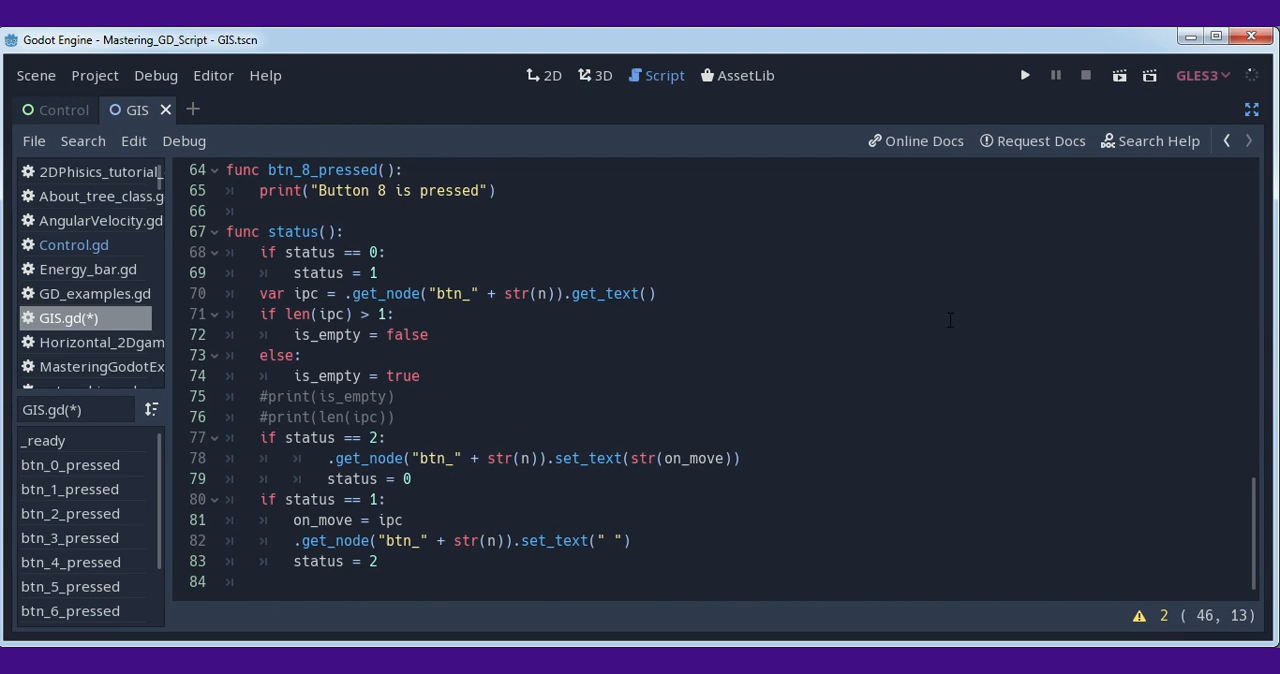 Godot Engine - Mastering_GD_Script - GIS.tscn
Scene Project Debug Editor Help 2D 3D Script AssetLib GLES3
Control GIS
File Search Edit Debug Online Docs Request Docs Search Help
2DPhisics_tutorial_
About_tree_class.g
AngularVelocity.gd
Control.gd
Energy_bar.gd
GD_examples.gd
GIS.gd(*)
Horizontal_2Dgam
MasteringGodotEx
GIS.gd(*)
_ready
btn_0_pressed
btn_1_pressed
btn_2_pressed
btn_3_pressed
btn_4_pressed
btn_5_pressed
btn_6_pressed
64 func btn_8_pressed():
65 print("Button 8 is pressed")
66
67 func status():
68 if status == 0:
69 status = 1
70 var ipc = .get_node("btn_" + str(n)).get_text()
71 if len(ipc) > 1:
72 is_empty = false
73 else:
74 is_empty = true
75 #print(is_empty)
76 #print(len(ipc))
77 if status == 2:
78 .get_node("btn_" + str(n)).set_text(str(on_move))
79 status = 0
80 if status == 1:
81 on_move = ipc
82 .get_node("btn_" + str(n)).set_text(" ")
83 status = 2
84
2 ( 46, 13)